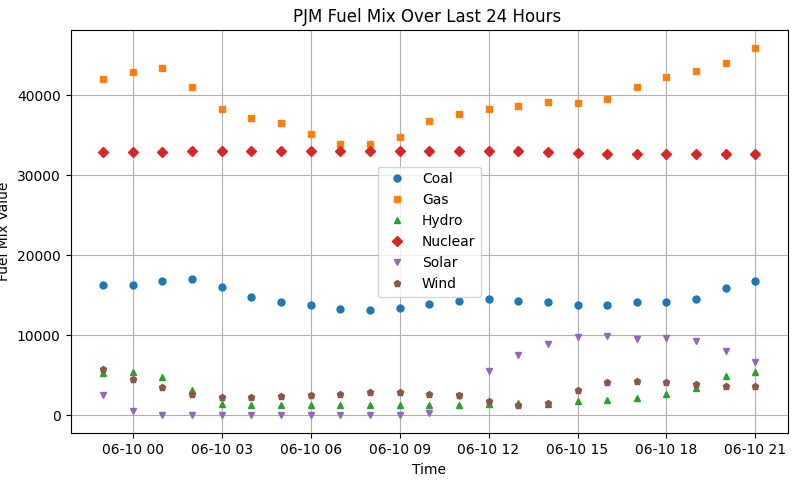 PJM Fuel Mix Over Last 24 Hours
Fuel Mix Value
40000
30000
20000
10000
0
Coal
Gas
Hydro
Nuclear
Solar
Wind
06-10 00 06-10 03 06-10 06 06-10 09 06-10 12 06-10 15 06-10 18 06-10 21
Time